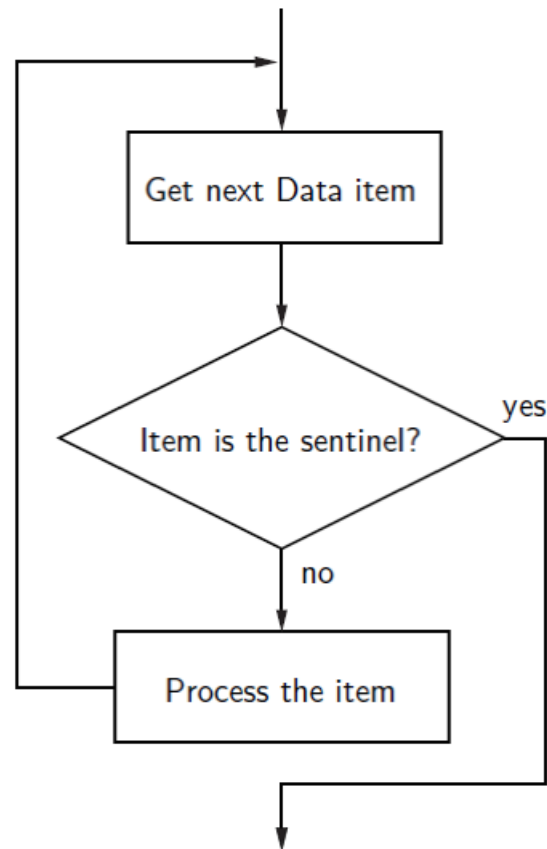 Get next Data item
yes
Item is the sentinel?
no
Process the item